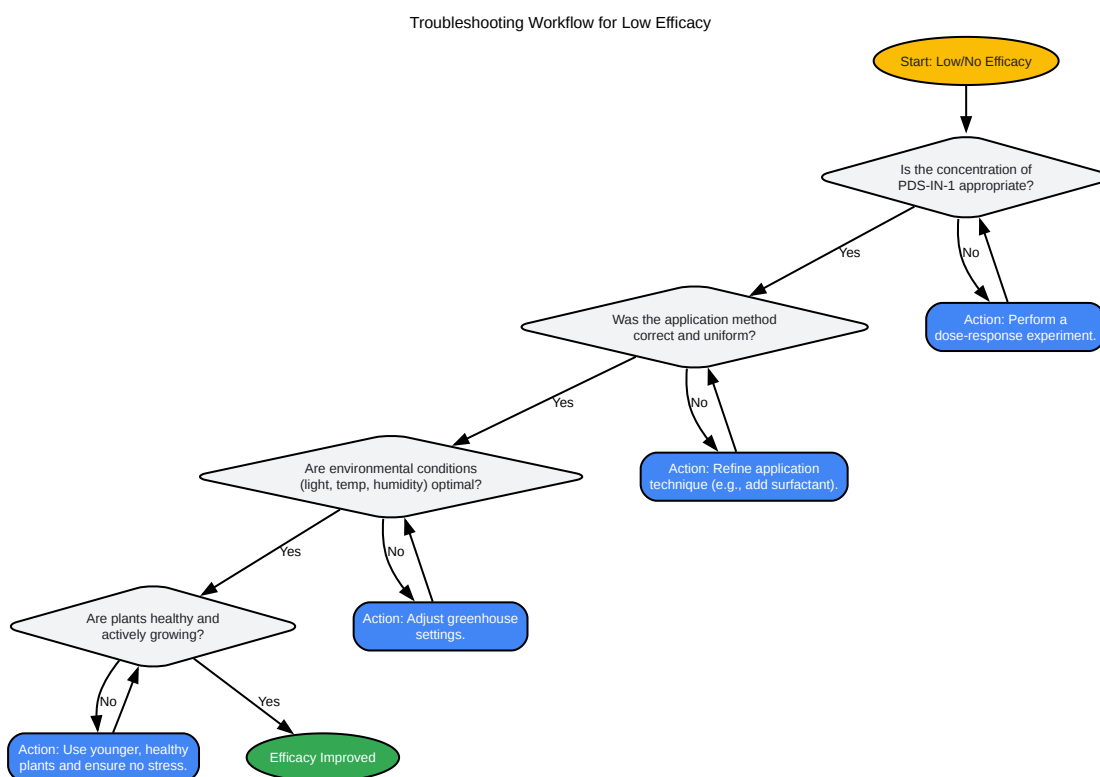 Troubleshooting Workflow for Low Efficacy
Start: Low/No Efficacy
Is the concentration of
PDS-IN-1 appropriate?
Yes
No
Action: Perform a
dose-response experiment.
Was the application method
correct and uniform?
Yes
No
Action: Refine application
technique (e.g., add surfactant).
Are environmental conditions
(light, temp, humidity) optimal?
Yes
No
Action: Adjust greenhouse
settings.
Are plants healthy and
actively growing?
No
Yes
Action: Use younger, healthy
plants and ensure no stress.
Efficacy Improved